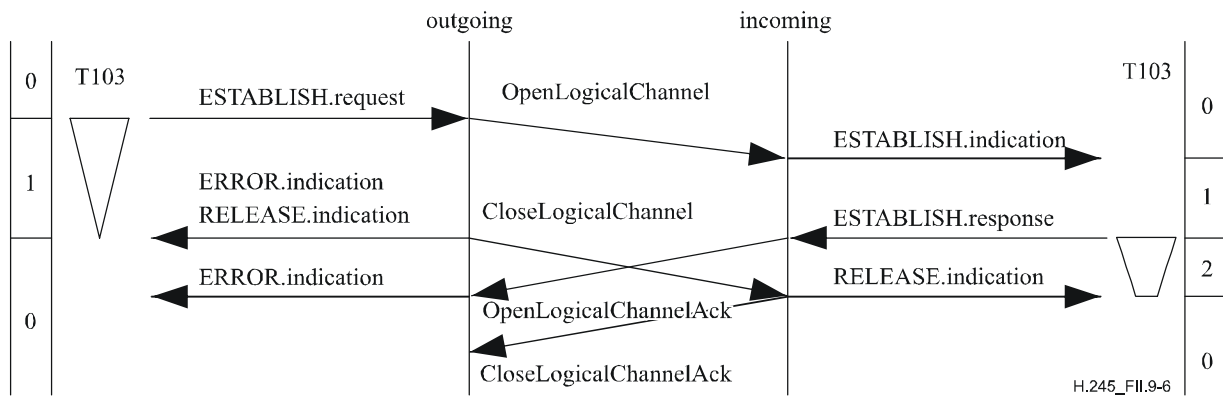 outgoing incoming
0 T103 T103 0
ESTABLISH.request OpenLogicalChannel
ESTABLISH.indication
1 ERROR.indication
RELEASE.indication CloseLogicalChannel ESTABLISH.response 1
ERROR.indication RELEASE.indication 2
0 OpenLogicalChannelAck
CloseLogicalChannelAck 0
H.245_FII.9-6